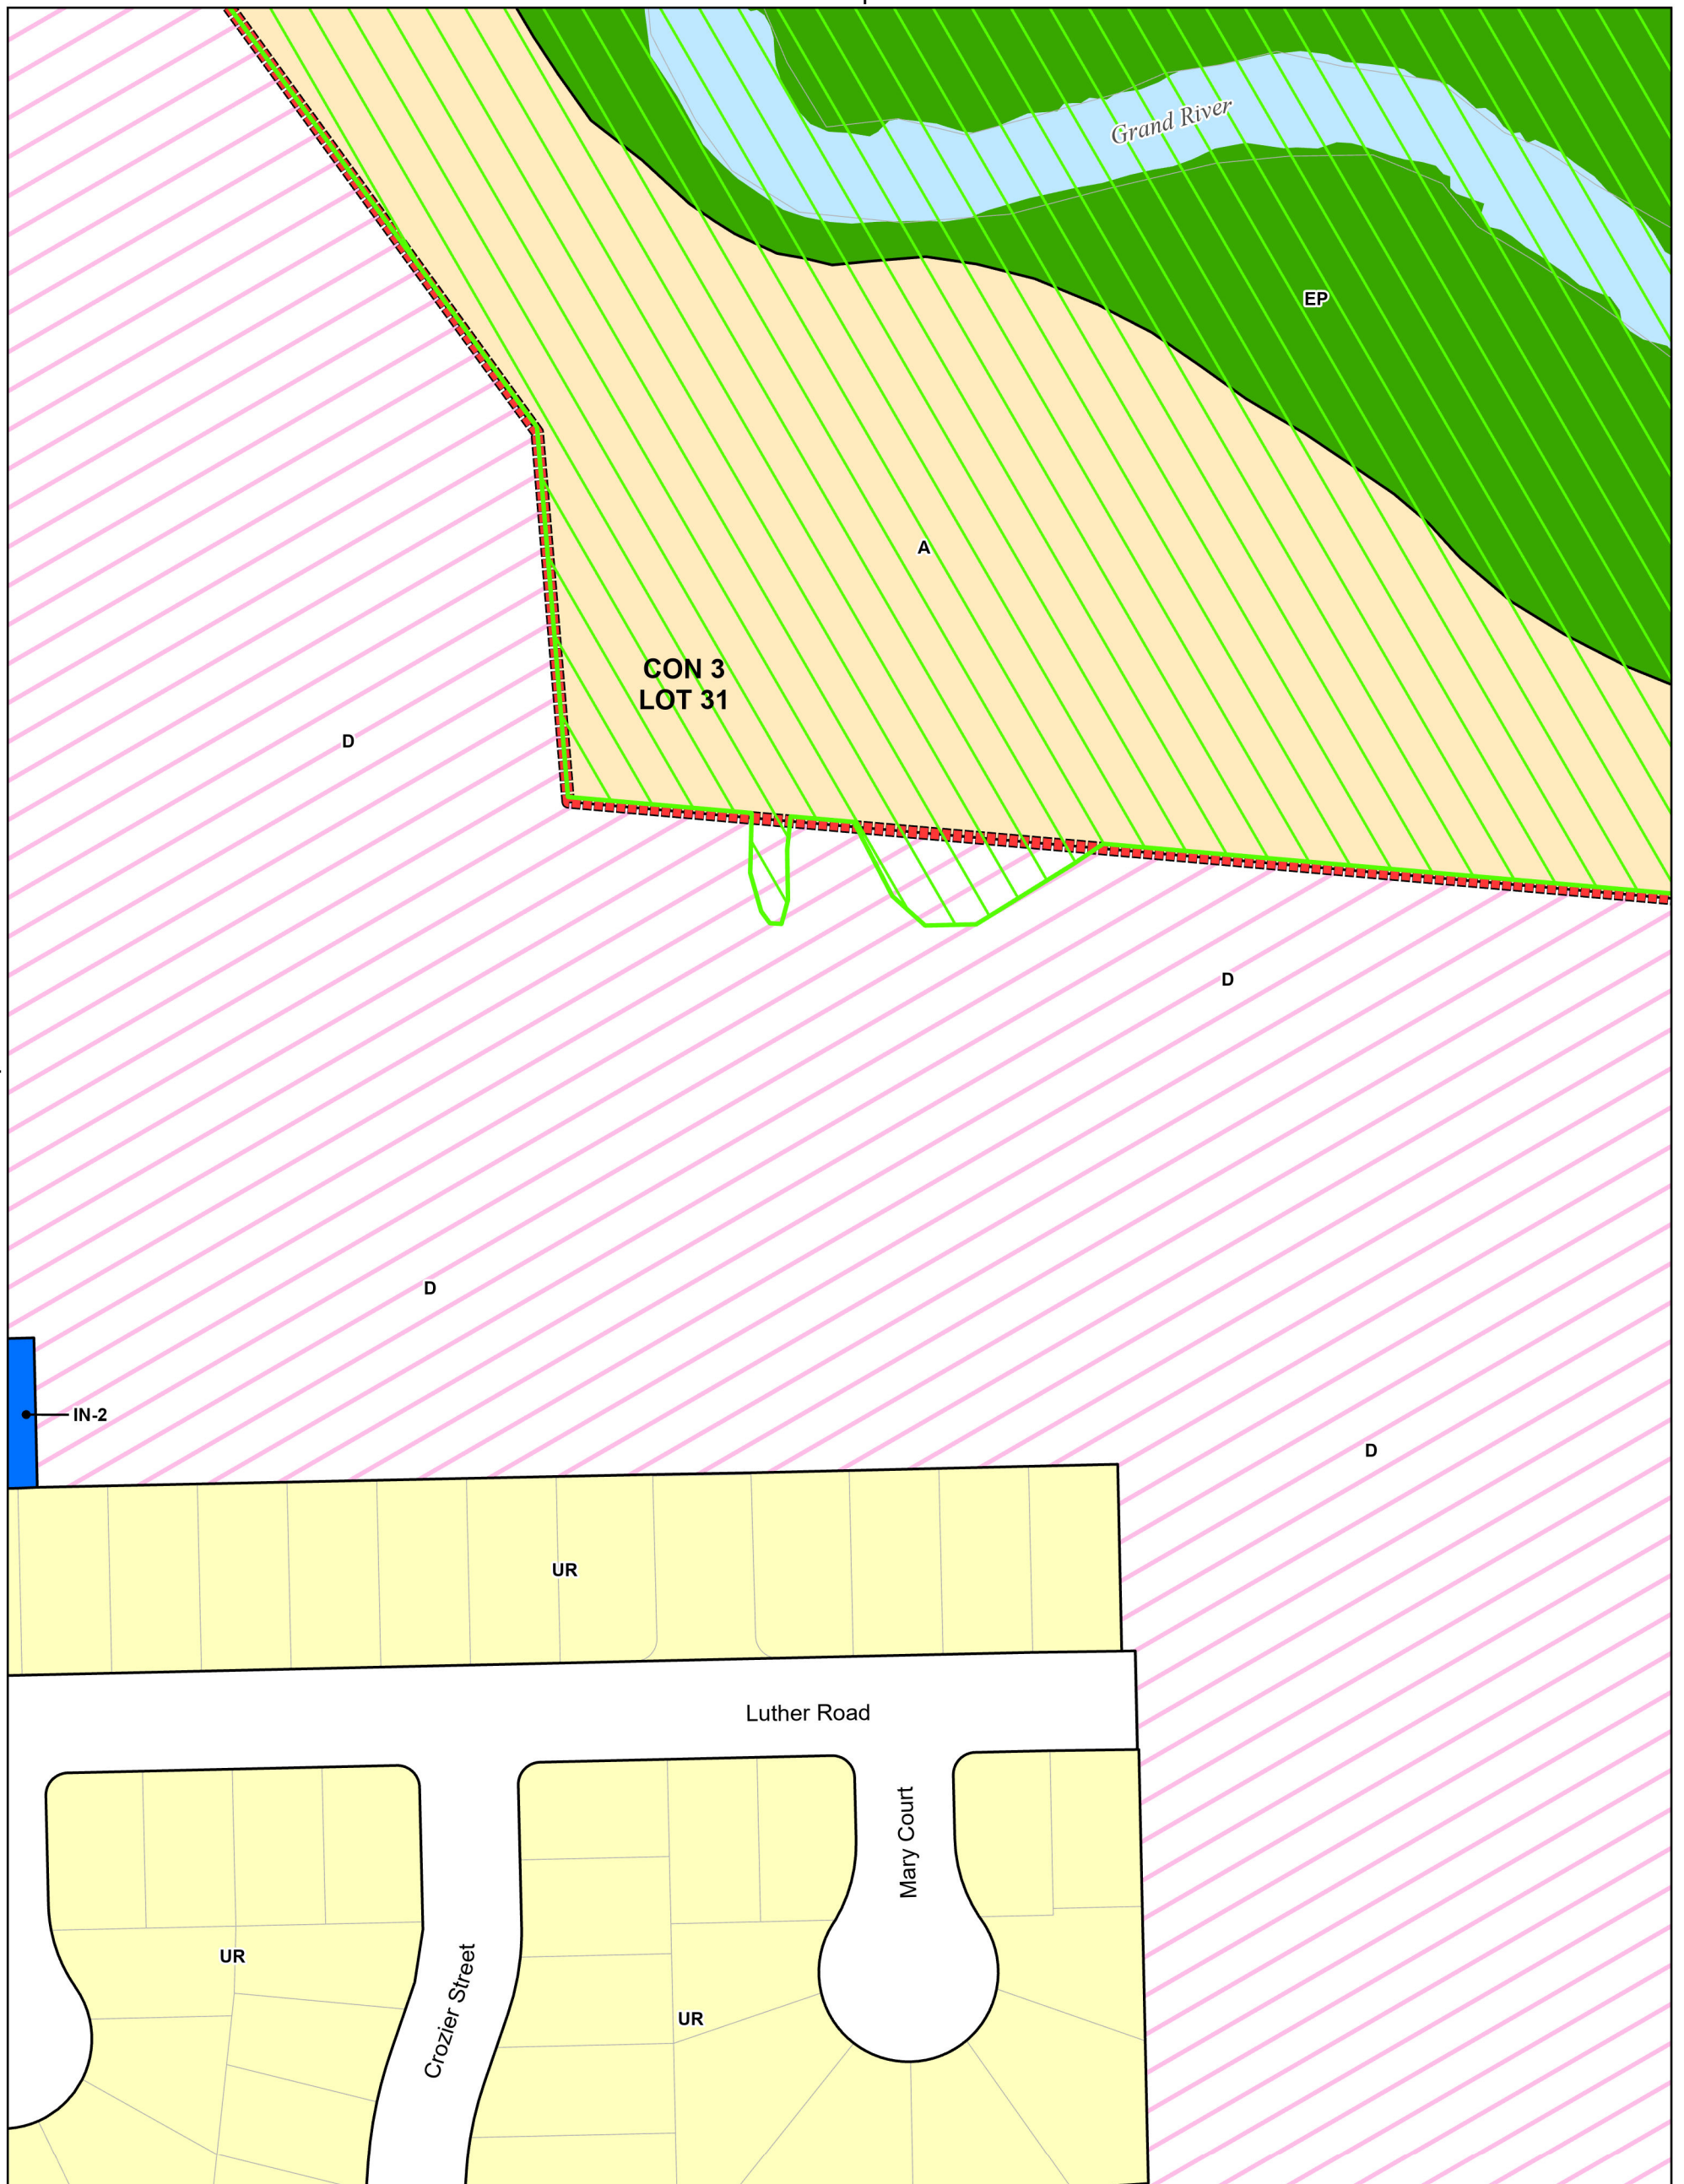 Grand River
EP
A
CON 3
LOT 31
D
D
D
IN-2
D
UR
Luther Road
Mary Court
Crozier Street
UR
UR